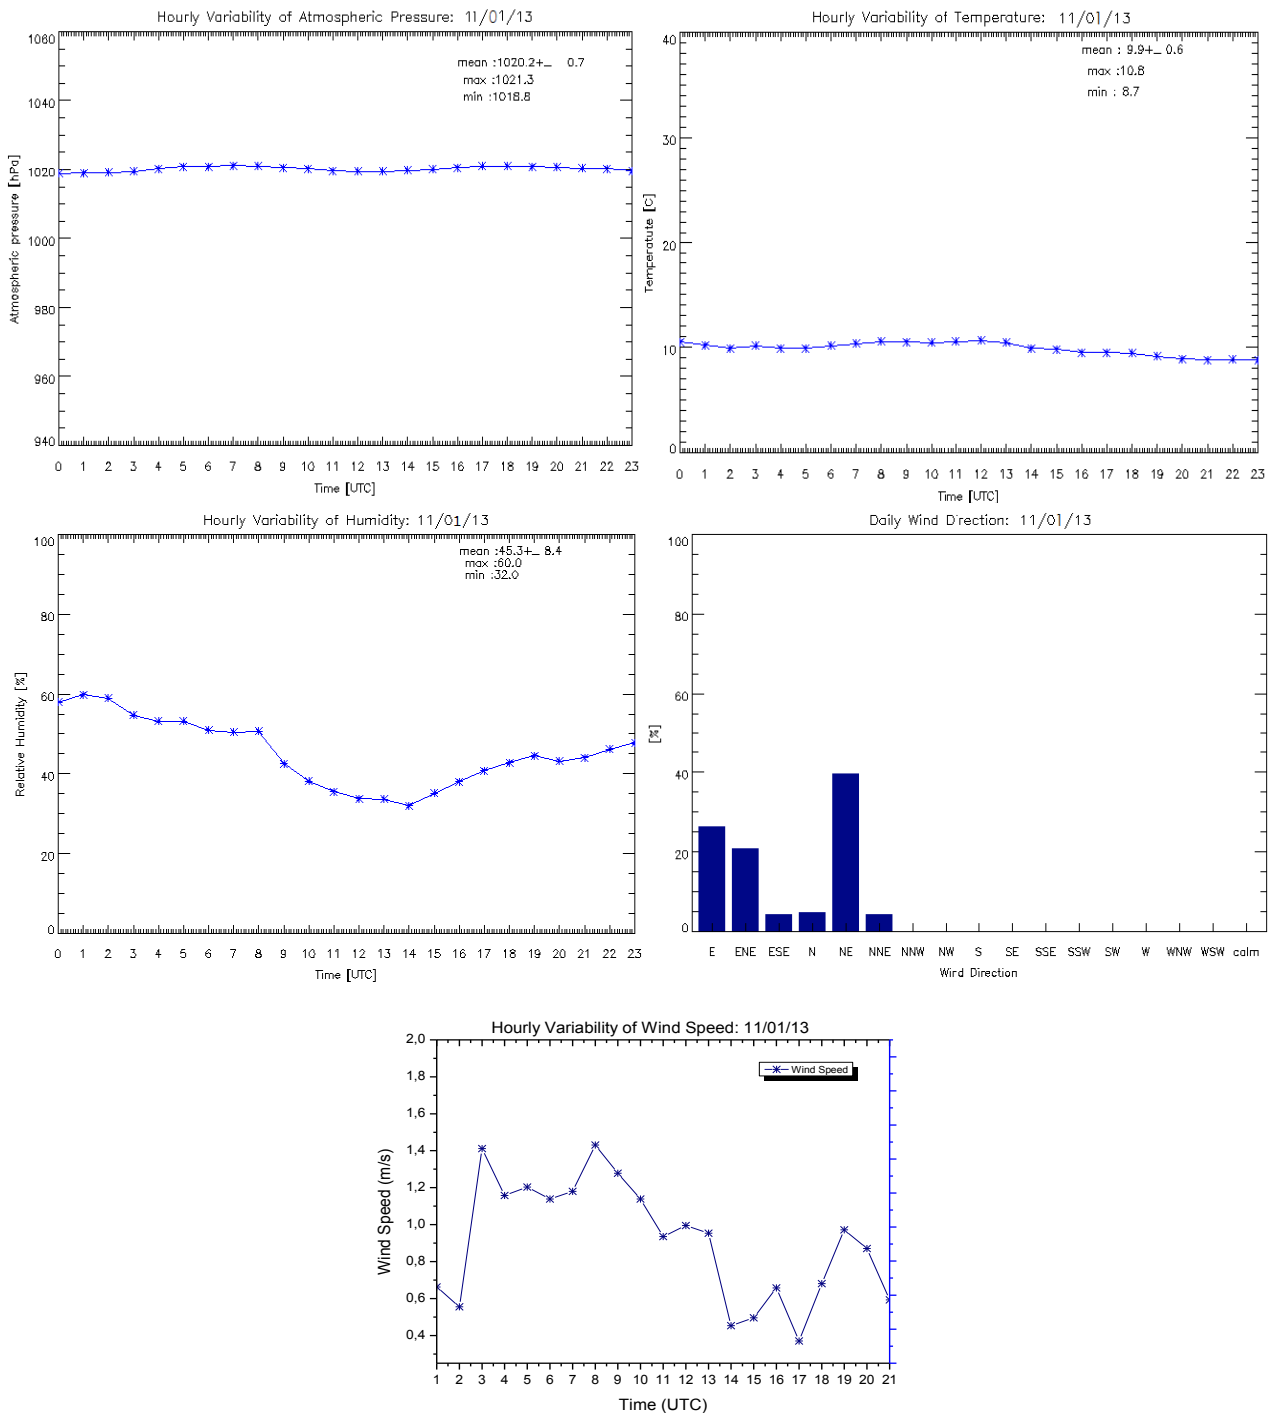 Hourly Variability of Atmospheric Pressure: 11/01/13
mean :1020.2+_ 0.7
max :1021.3
min :1018.8
1060
1040
1020
1000
980
960
940
Atmospheric pressure [hPa]
0 1 2 3 4 5 6 7 8 9 10 11 12 13 14 15 16 17 18 19 20 21 22 23
Time [UTC]
Hourly Variability of Temperature: 11/01/13
mean : 9.9+_ 0.6
max :10.8
min : 8.7
40
30
20
10
0
Temperatute [C]
0 1 2 3 4 5 6 7 8 9 10 11 12 13 14 15 16 17 18 19 20 21 22 23
Time [UTC]
Hourly Variability of Humidity: 11/01/13
mean :45.3+_ 8.4
max :60.0
min :32.0
100
80
60
40
20
0
Relative Humidity [%]
0 1 2 3 4 5 6 7 8 9 10 11 12 13 14 15 16 17 18 19 20 21 22 23
Time [UTC]
Daily Wind Direction: 11/01/13
100
80
60
40
20
0
[%]
E ENE ESE N NE NNE NNW NW S SE SSE SSW SW W WNW WSW calm
Wird Direction
Hourly Variability of Wind Speed: 11/01/13
Wind Speed
2,0
1,8
1,6
1,4
1,2
1,0
0,8
0,6
0,4
Wind Speed (m/s)
1 2 3 4 5 6 7 8 9 10 11 12 13 14 15 16 17 18 19 20 21
Time (UTC)